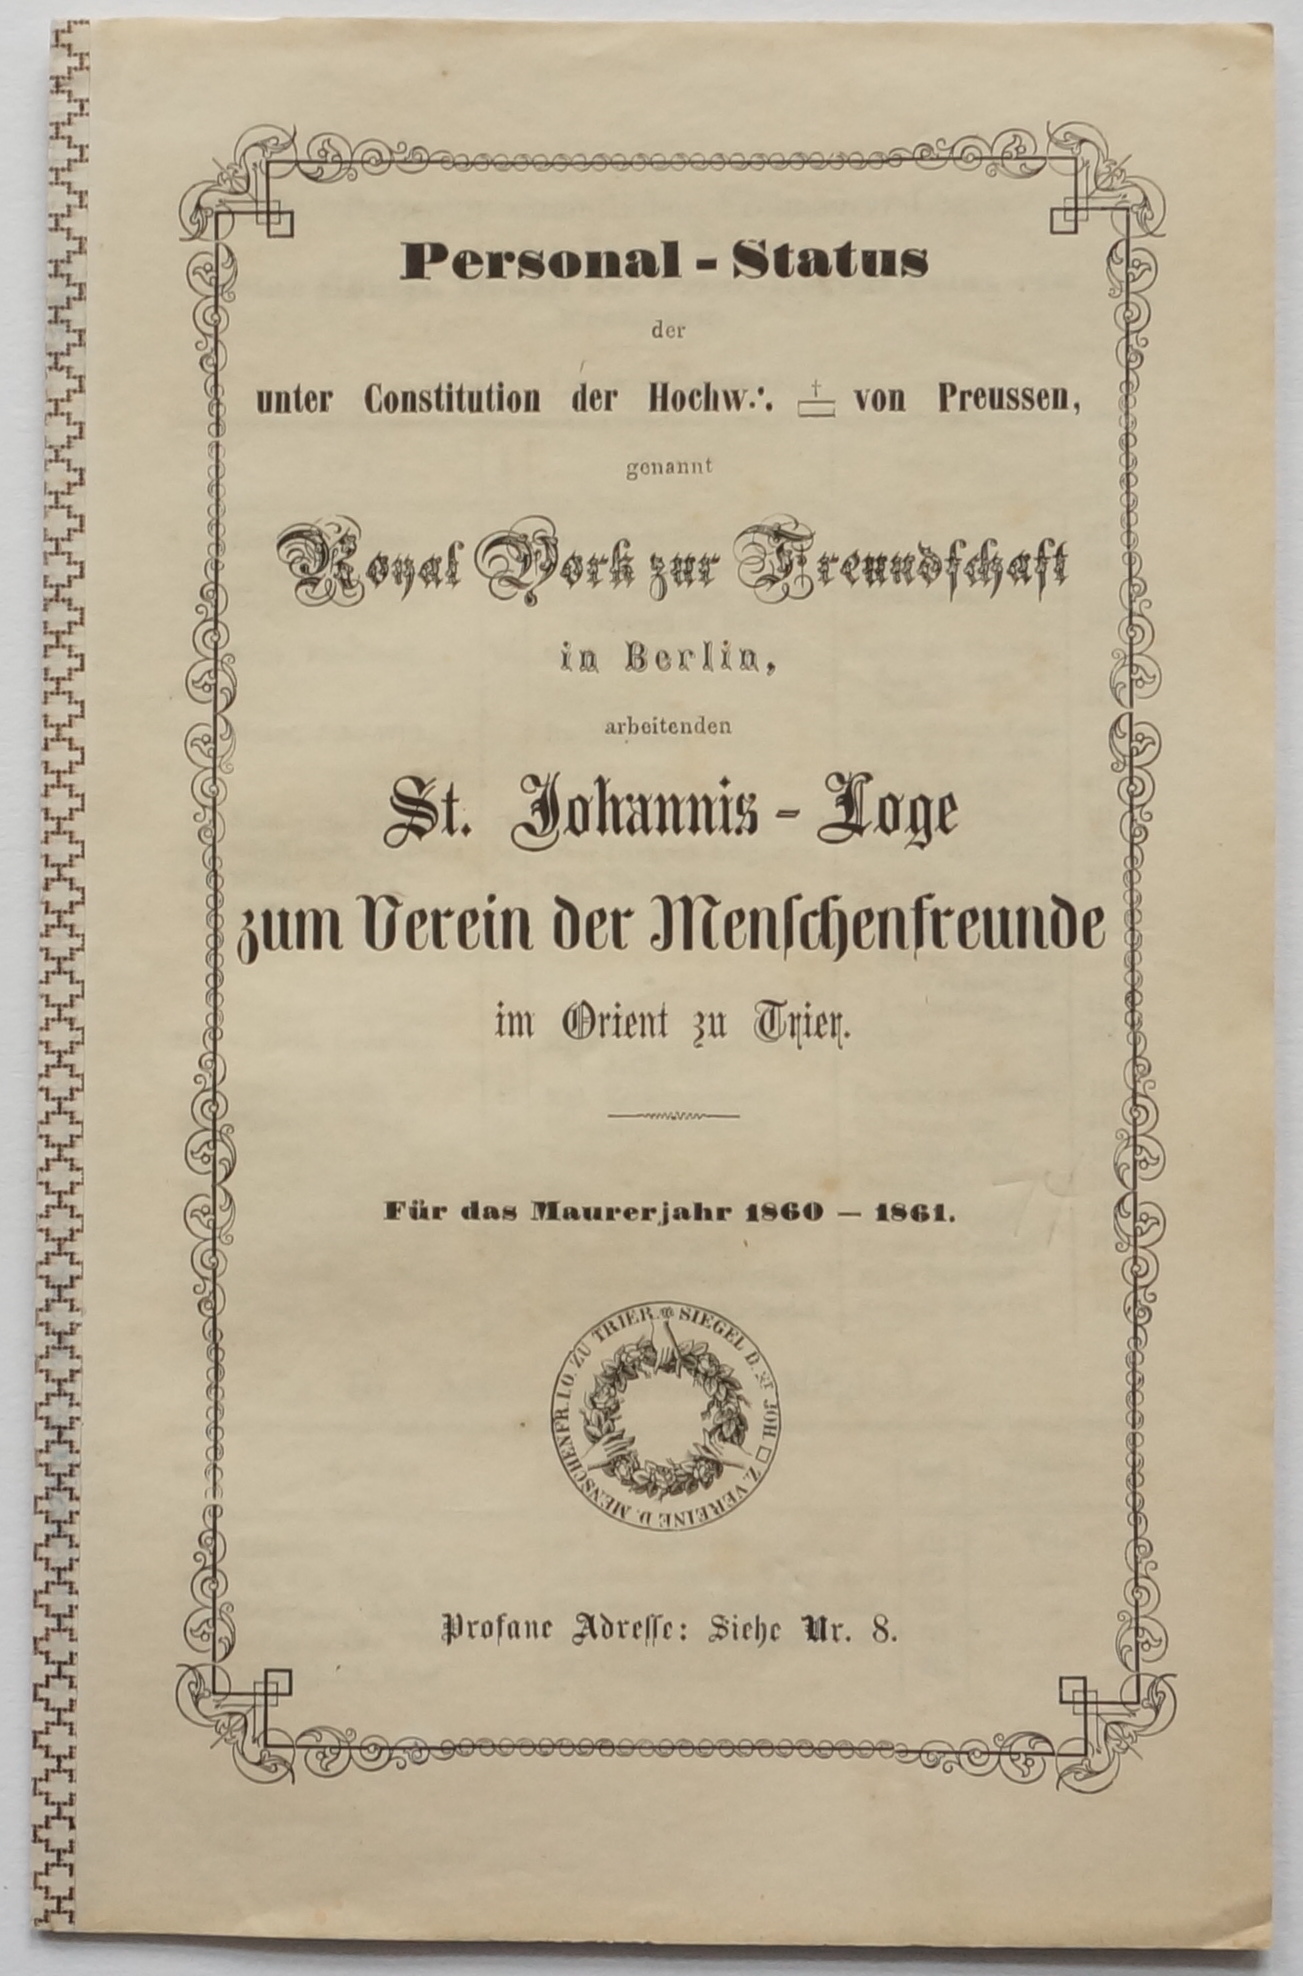 Personal - Status
der
unter Constitution der Hochw.·. von Preussen,
genannt
Royal York zur Freundschaft
in Berlin,
arbeitenden
St. Johannis - Loge
zum Verein der Menschenfreunde
im Orient zu Trier.
Für das Maurerjahr 1860 — 1861.
SIEGEL D. ST JOH □ Z. VEREINE D. MENSCHENFR. I. O. ZU TRIER.
Profane Adresse: Siehe Nr. 8.